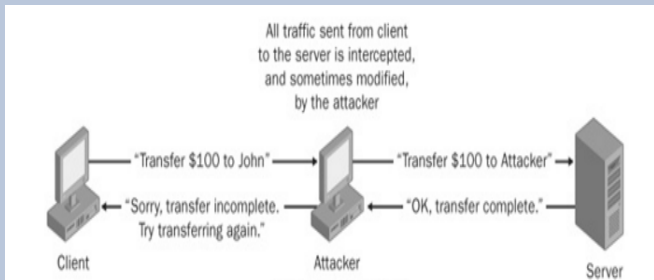 All traffic sent from client
to the server is intercepted,
and sometimes modified,
by the attacker
“Transfer $100 to John”
“Transfer $100 to Attacker”
“Sorry, transfer incomplete.
Try transferring again.”
“OK, transfer complete.”
Client
Attacker
Server